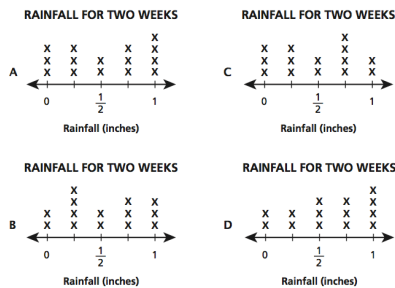 RAINFALL FOR TWO WEEKS
A
0 1/2 1
Rainfall (inches)
RAINFALL FOR TWO WEEKS
C
0 1/2 1
Rainfall (inches)
RAINFALL FOR TWO WEEKS
B
0 1/2 1
Rainfall (inches)
RAINFALL FOR TWO WEEKS
D
0 1/2 1
Rainfall (inches)